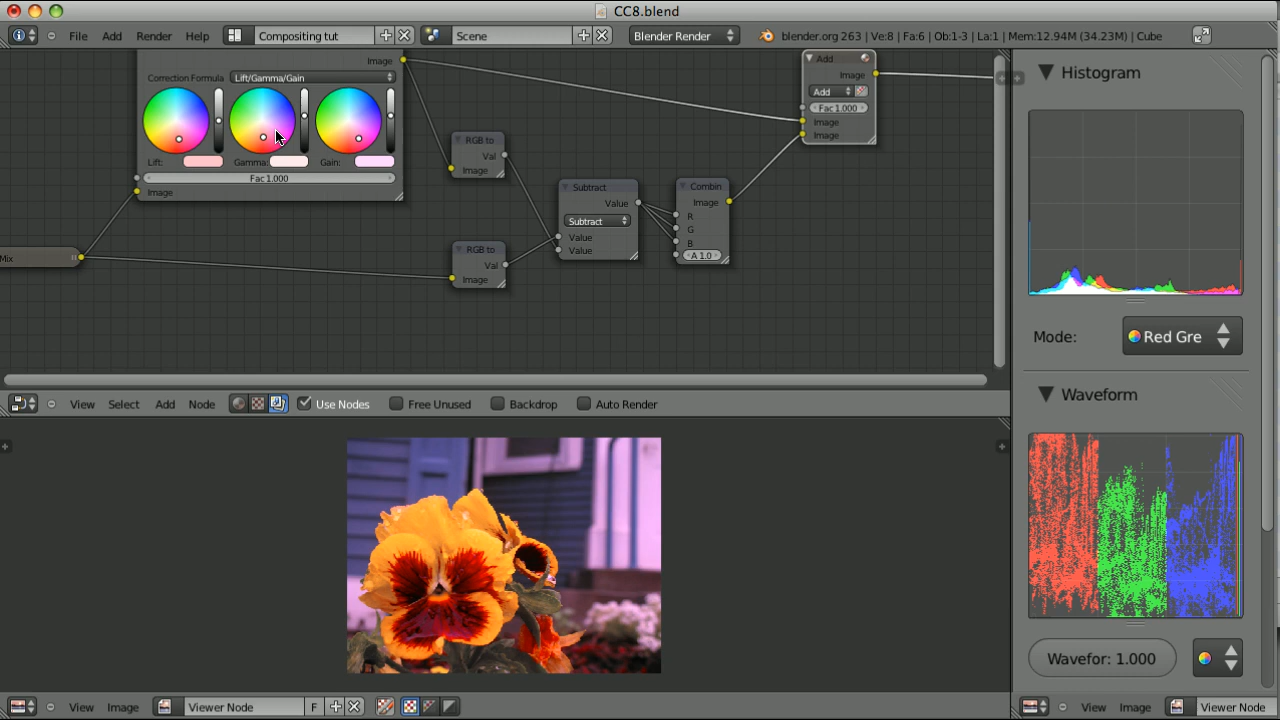 CC8.blend
File Add Render Help Compositing tut Scene Blender Render blender.org 263 | Ve:8 | Fa:6 | Ob:1-3 | La:1 | Mem:12.94M (34.23M) | Cube
Image
Correction Formula Lift/Gamma/Gain
Lift: Gamma: Gain:
Fac 1.000
Image
Mix
RGB to
Val
Image
RGB to
Val
Image
Subtract
Value
Subtract
Value
Value
Combin
Image
R
G
B
A 1.0
Add
Image
Add
Fac 1.000
Image
Image
View Select Add Node Use Nodes Free Unused Backdrop Auto Render
View Image Viewer Node F
Histogram
Mode: Red Gre
Waveform
Wavefor: 1.000
View Image Viewer Node